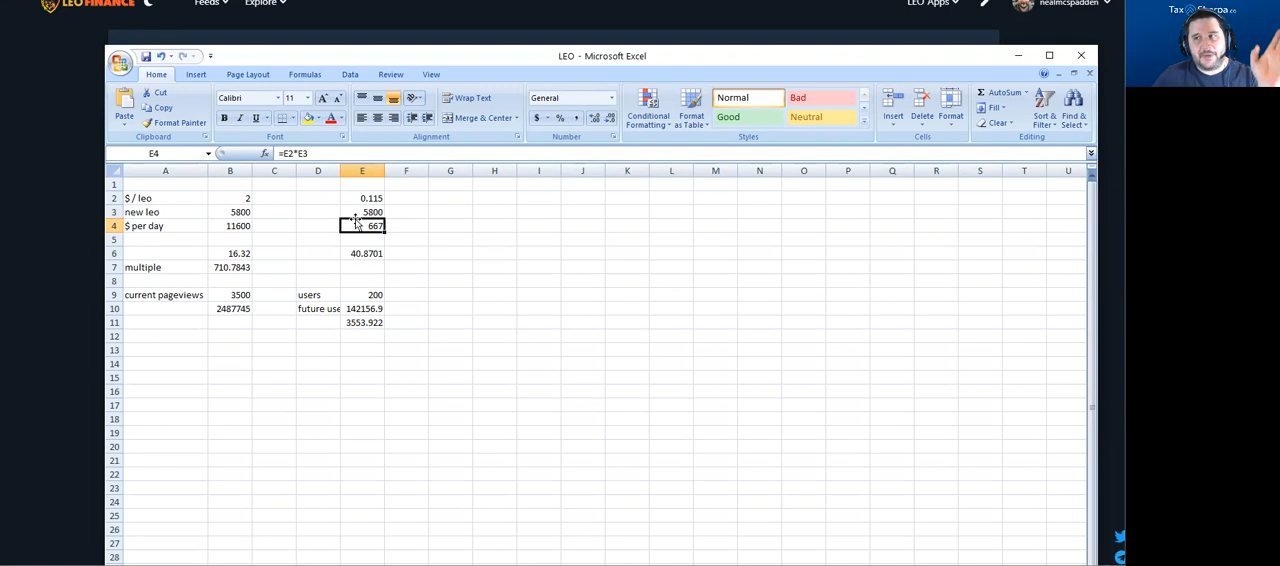 LEO FINANCE Feeds Explore LEO Apps nealmcspadden
Tax Sherpa.co
LEO - Microsoft Excel
Home Insert Page Layout Formulas Data Review View
Cut
Copy
Format Painter
Paste
Calibri 11
B I U
Wrap Text
Merge & Center
General
$ % ,
Conditional Formatting
Format as Table
Normal Bad
Good Neutral
Insert Delete Format
AutoSum
Fill
Clear
Sort & Filter
Find & Select
Clipboard Font Alignment Number Styles Cells Editing
E4 fx =E2*E3
A B C D E F G H I J K L M N O P Q R S T U
1
2 $ / leo 2 0.115
3 new leo 5800 5800
4 $ per day 11600 667
5
6 16.32 40.8701
7 multiple 710.7843
8
9 current pageviews 3500 users 200
10 2487745 future use 142156.9
11 3553.922
12
13
14
15
16
17
18
19
20
21
22
23
24
25
26
27
28